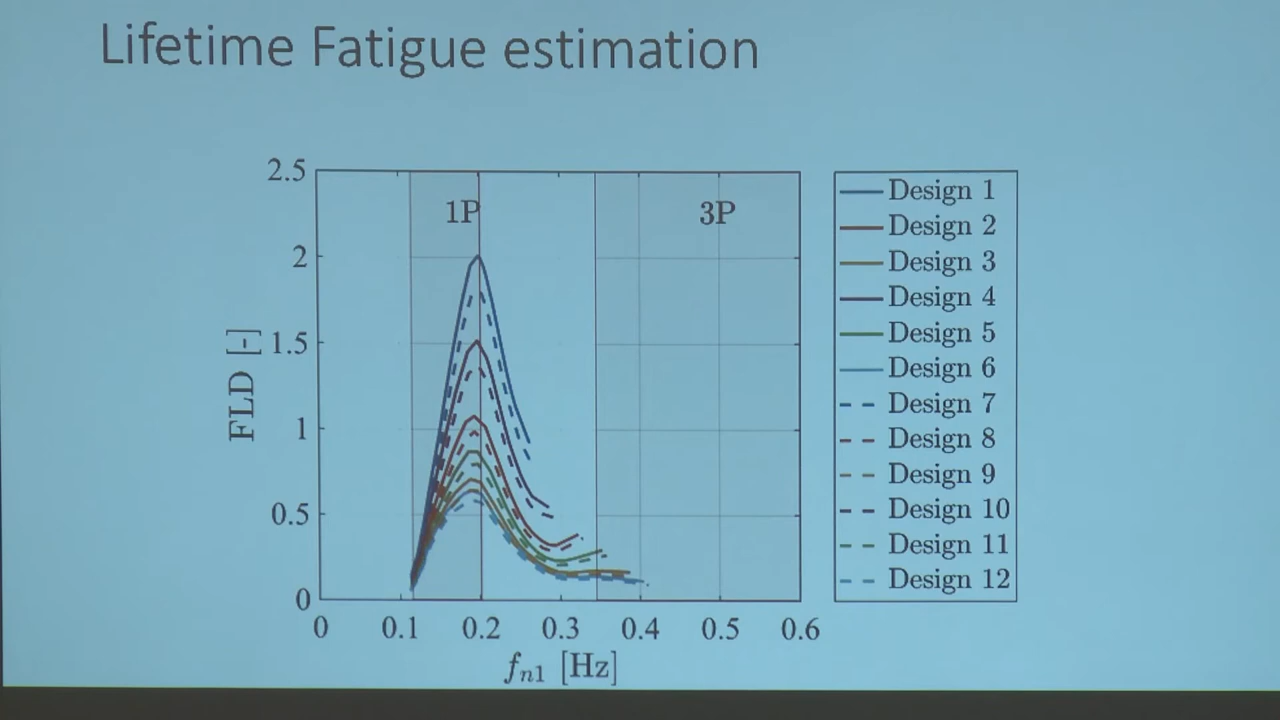 Lifetime Fatigue estimation
2.5
2
1.5
1
0.5
0
FLD [-]
1P
3P
0 0.1 0.2 0.3 0.4 0.5 0.6
fn1 [Hz]
Design 1
Design 2
Design 3
Design 4
Design 5
Design 6
Design 7
Design 8
Design 9
Design 10
Design 11
Design 12